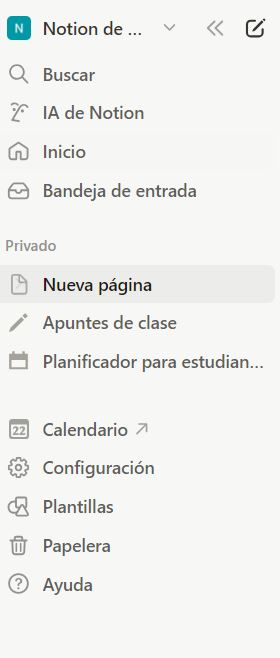 N Notion de ...
Buscar
IA de Notion
Inicio
Bandeja de entrada
Privado
Nueva página
Apuntes de clase
Planificador para estudian...
22 Calendario
Configuración
Plantillas
Papelera
Ayuda